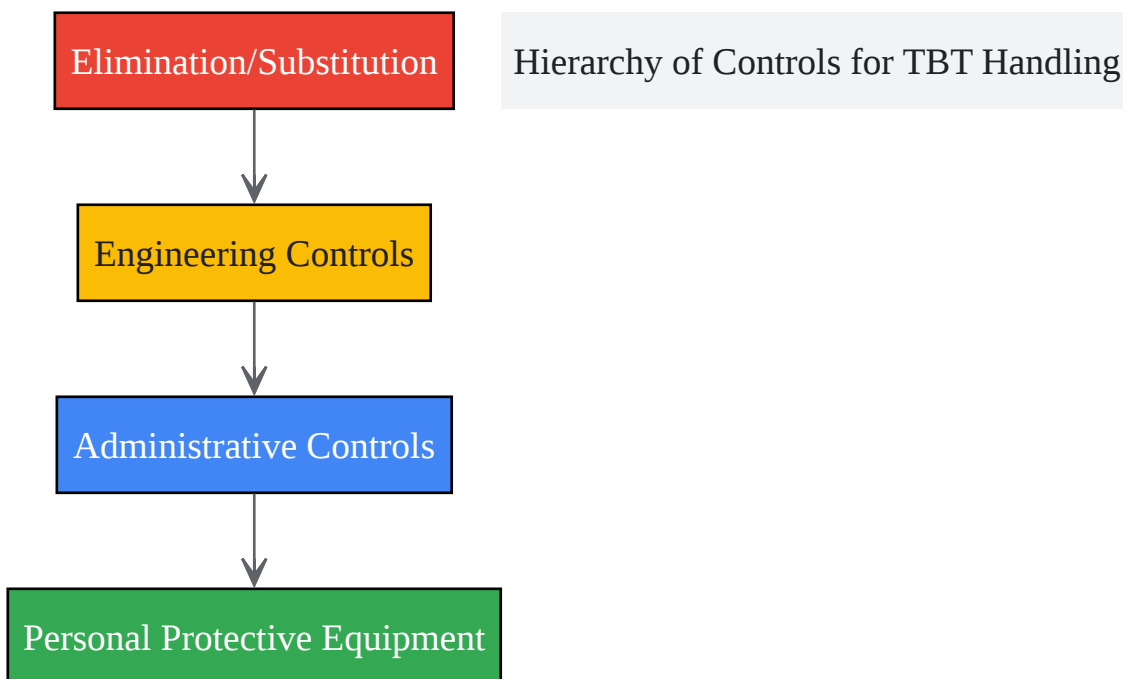 Elimination/Substitution
Hierarchy of Controls for TBT Handling
Engineering Controls
Administrative Controls
Personal Protective Equipment